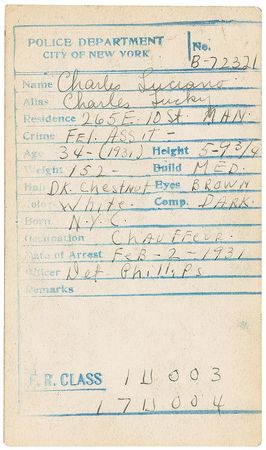 POLICE DEPARTMENT
CITY OF NEW YORK
No.
B-72321
Name Charles Luciano.
Alias Charles Lucky
Residence 265 E. 10 St. MAN.
Crime FEl. ASS'lt -
Age 34 - (1931) Height 5-9 3/4
Weight 152 - Build MED.
Hair DK. Chestnut Eyes BROWN
Color White. Comp. DARK.
Born N.Y.C.
Occupation Chauffeur.
Date of Arrest FeB-2-1931
Officer Det. Phillips
Remarks
F. R. CLASS 1 U 003
17 U 004